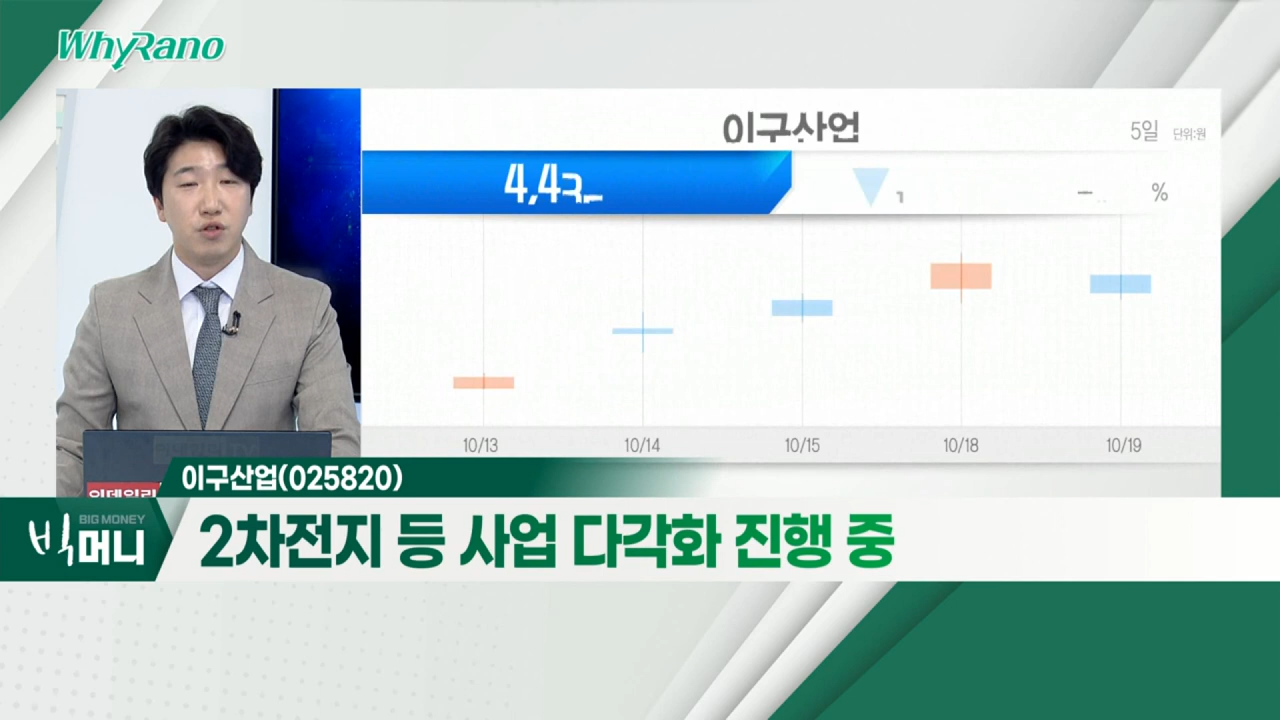 WhyRano
이구산업
5일 단위:원
%
10/13 10/14 10/15 10/18 10/19
이구산업(025820)
BIG MONEY
빅머니
2차전지 등 사업 다각화 진행 중